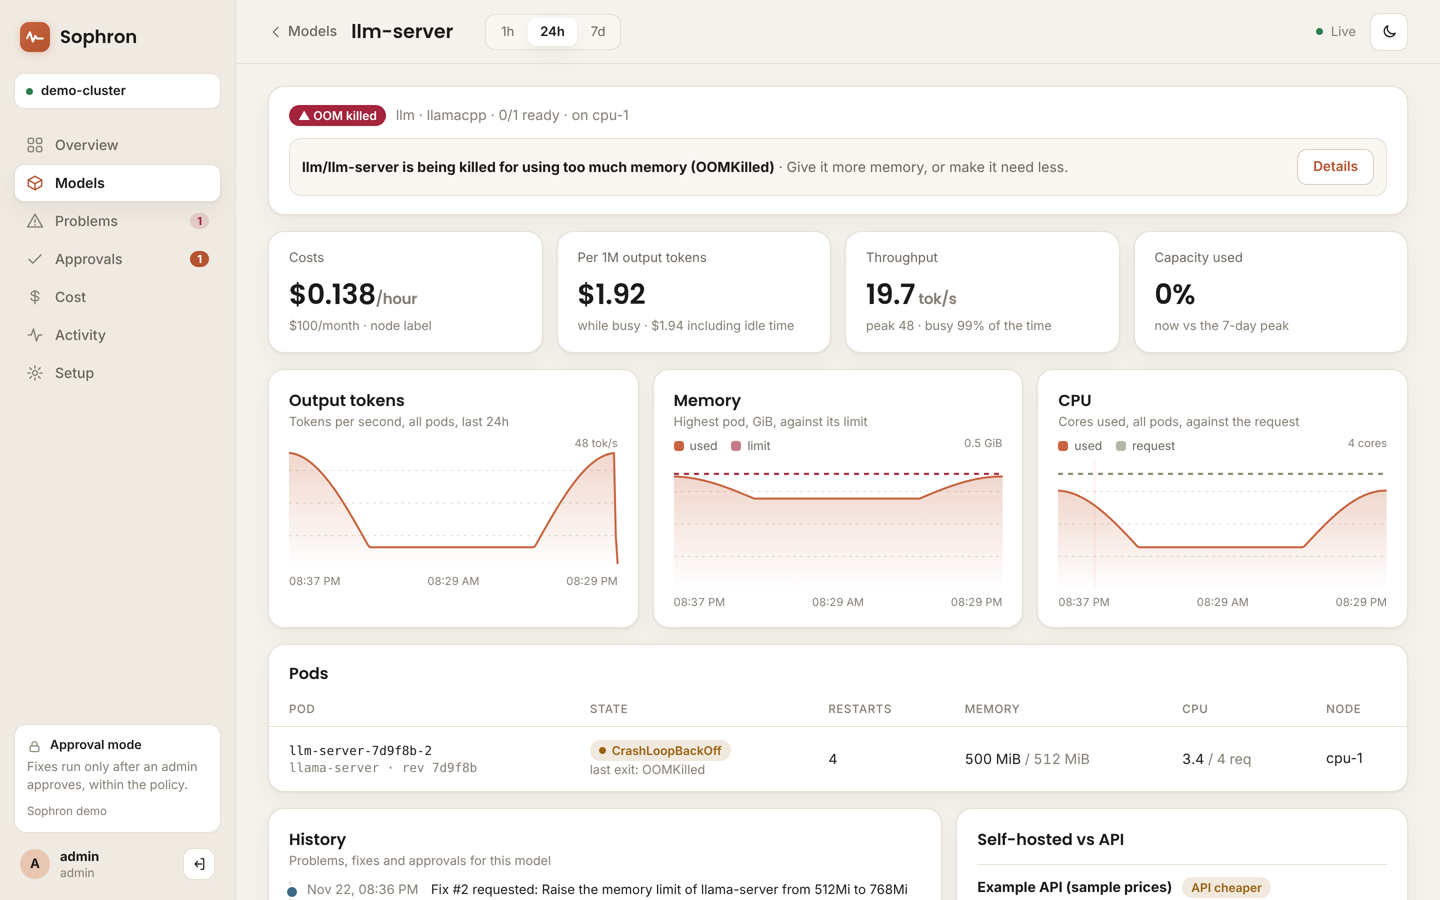 Sophron
demo-cluster
Overview
Models
Problems 1
Approvals 1
Cost
Activity
Setup
Approval mode
Fixes run only after an admin
approves, within the policy.
Sophron demo
A
admin
admin
Models llm-server 1h 24h 7d Live
OOM killed llm · llamacpp · 0/1 ready · on cpu-1
llm/llm-server is being killed for using too much memory (OOMKilled) · Give it more memory, or make it need less. Details
Costs
$0.138/hour
$100/month · node label
Per 1M output tokens
$1.92
while busy · $1.94 including idle time
Throughput
19.7 tok/s
peak 48 · busy 99% of the time
Capacity used
0%
now vs the 7-day peak
Output tokens
Tokens per second, all pods, last 24h
48 tok/s
08:37 PM 08:29 AM 08:29 PM
Memory
Highest pod, GiB, against its limit
used limit 0.5 GiB
08:37 PM 08:29 AM 08:29 PM
CPU
Cores used, all pods, against the request
used request 4 cores
08:37 PM 08:29 AM 08:29 PM
Pods
POD STATE RESTARTS MEMORY CPU NODE
llm-server-7d9f8b-2 CrashLoopBackOff 4 500 MiB / 512 MiB 3.4 / 4 req cpu-1
llama-server · rev 7d9f8b last exit: OOMKilled
History
Problems, fixes and approvals for this model
Nov 22, 08:36 PM Fix #2 requested: Raise the memory limit of llama-server from 512Mi to 768Mi
Self-hosted vs API
Example API (sample prices) API cheaper